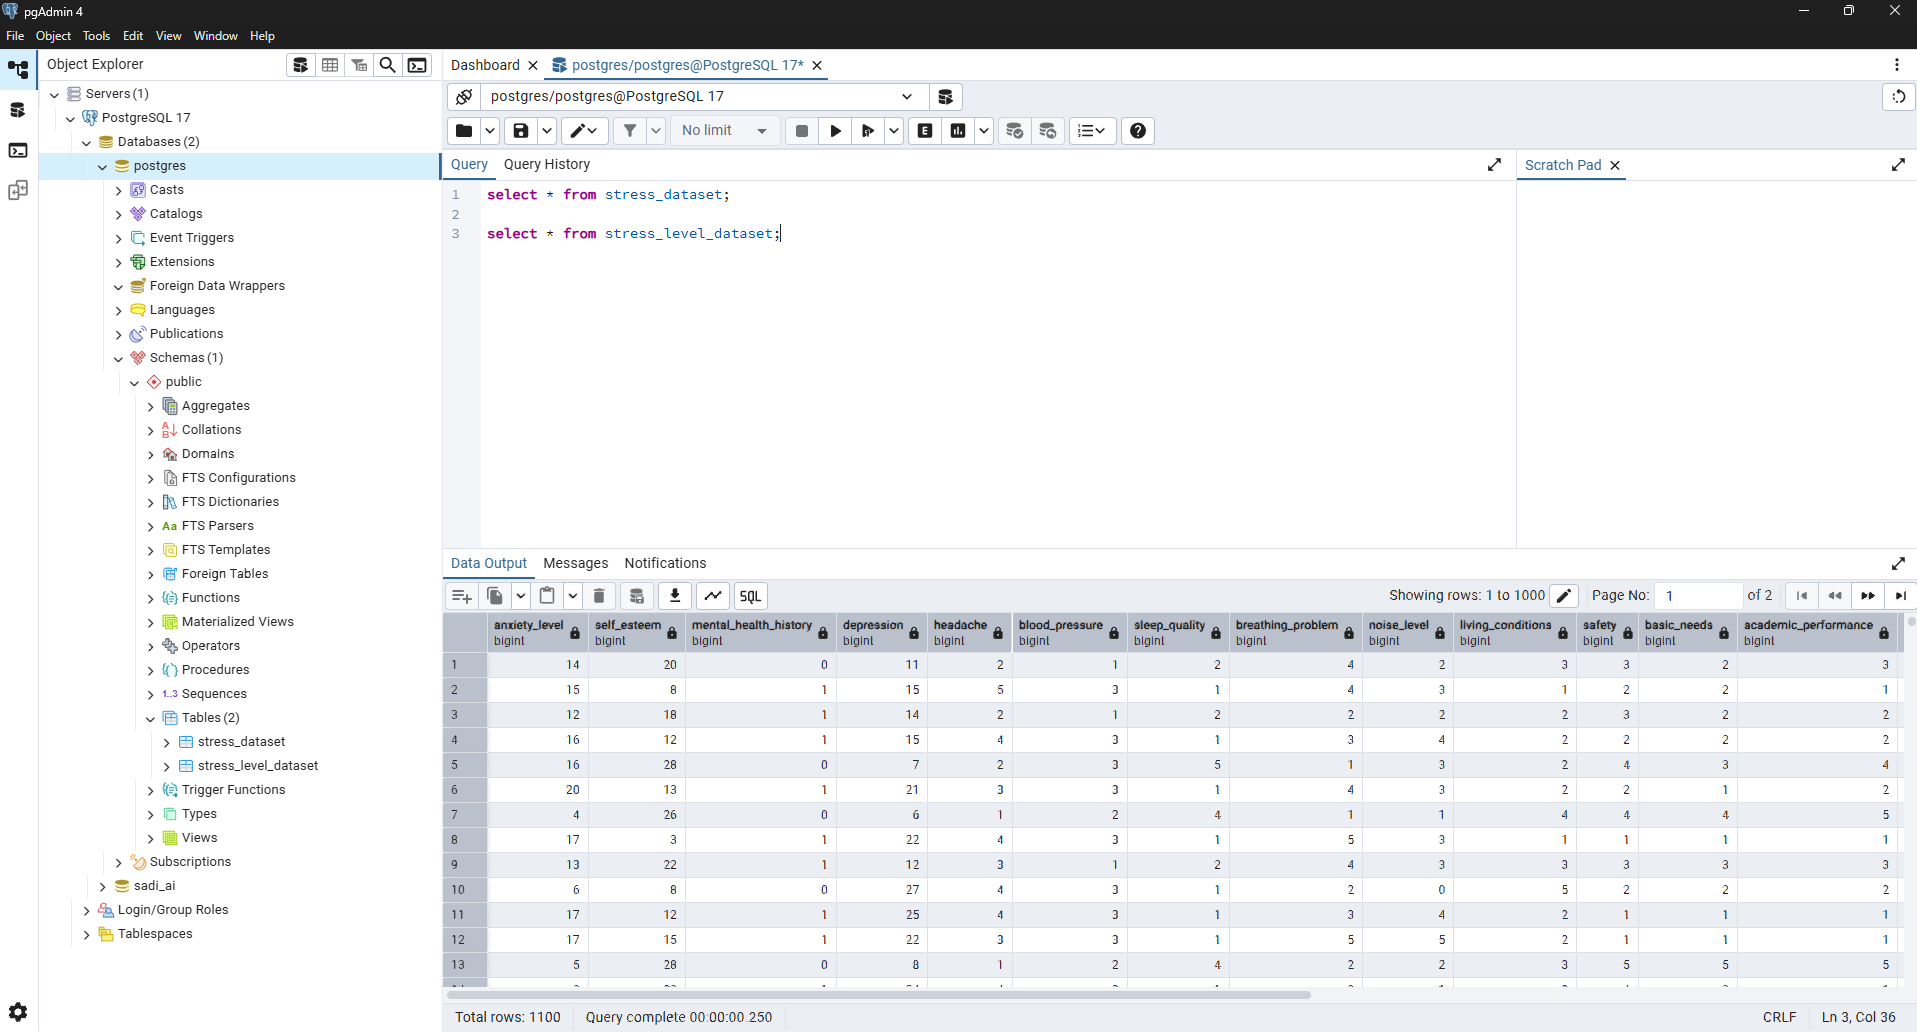 pgAdmin 4
File Object Tools Edit View Window Help
Object Explorer
Servers (1)
PostgreSQL 17
Databases (2)
postgres
Casts
Catalogs
Event Triggers
Extensions
Foreign Data Wrappers
Languages
Publications
Schemas (1)
public
Aggregates
Collations
Domains
FTS Configurations
FTS Dictionaries
Aa FTS Parsers
FTS Templates
Foreign Tables
Functions
Materialized Views
Operators
Procedures
1..3 Sequences
Tables (2)
stress_dataset
stress_level_dataset
Trigger Functions
Types
Views
Subscriptions
sadi_ai
Login/Group Roles
Tablespaces
Dashboard postgres/postgres@PostgreSQL 17*
postgres/postgres@PostgreSQL 17
No limit E
Query Query History
Scratch Pad
1 select * from stress_dataset;
2
3 select * from stress_level_dataset;
Data Output Messages Notifications
SQL Showing rows: 1 to 1000 Page No: 1 of 2
anxiety_level self_esteem mental_health_history depression headache blood_pressure sleep_quality breathing_problem noise_level living_conditions safety basic_needs academic_performance
bigint bigint bigint bigint bigint bigint bigint bigint bigint bigint bigint bigint bigint
1 14 20 0 11 2 1 2 4 2 3 3 2 3
2 15 8 1 15 5 3 1 4 3 1 2 2 1
3 12 18 1 14 2 1 2 2 2 2 3 2 2
4 16 12 1 15 4 3 1 3 4 2 2 2 2
5 16 28 0 7 2 3 5 1 3 2 4 3 4
6 20 13 1 21 3 3 1 4 3 2 2 1 2
7 4 26 0 6 1 2 4 1 1 4 4 4 5
8 17 3 1 22 4 3 1 5 3 1 1 1 1
9 13 22 1 12 3 1 2 4 3 3 3 3 3
10 6 8 0 27 4 3 1 2 0 5 2 2 2
11 17 12 1 25 4 3 1 3 4 2 1 1 1
12 17 15 1 22 3 3 1 5 5 2 1 1 1
13 5 28 0 8 1 2 4 2 2 3 5 5 5
Total rows: 1100 Query complete 00:00:00.250 CRLF Ln 3, Col 36